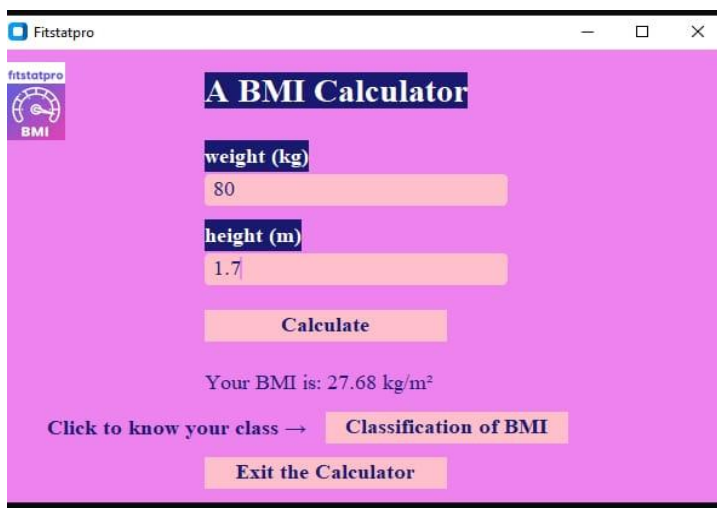 Fitstatpro
fitstatpro
BMI
A BMI Calculator
weight (kg)
80
height (m)
1.7
Calculate
Your BMI is: 27.68 kg/m²
Click to know your class → Classification of BMI
Exit the Calculator